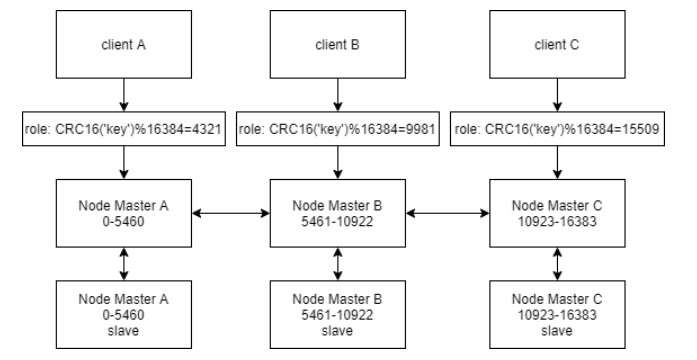 client A
client B
client C
role: CRC16('key')%16384=4321
role: CRC16('key')%16384=9981
role: CRC16('key')%16384=15509
Node Master A
0-5460
Node Master B
5461-10922
Node Master C
10923-16383
Node Master A
0-5460
slave
Node Master B
5461-10922
slave
Node Master C
10923-16383
slave